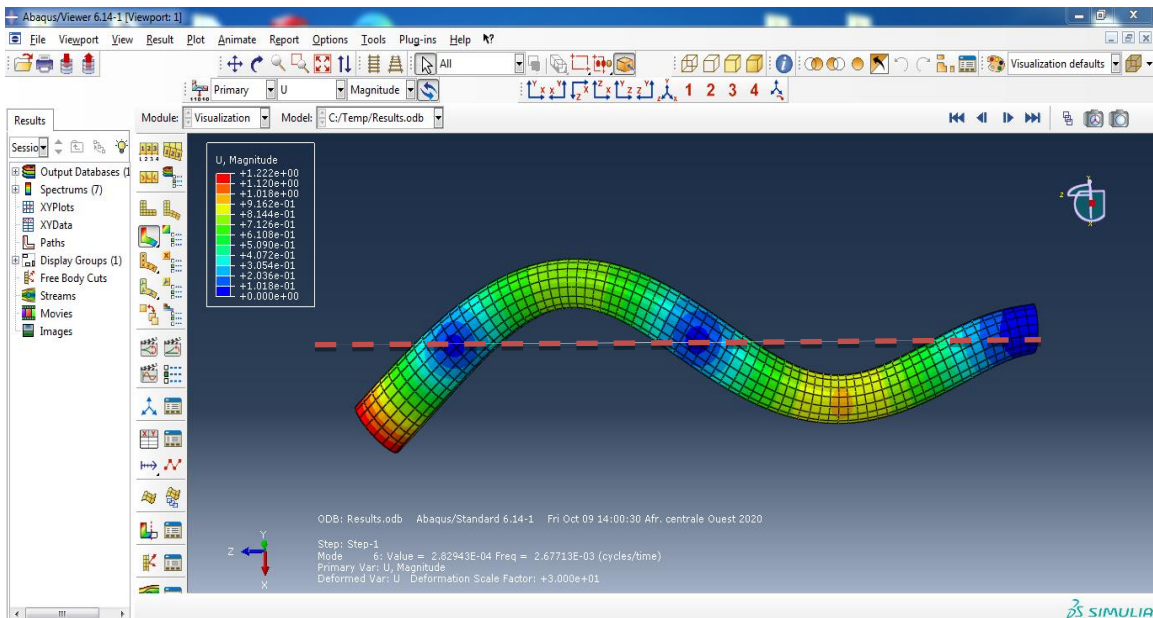 Abaqus/Viewer 6.14-1 [Viewport: 1]
File Viewport View Result Plot Animate Report Options Tools Plug-ins Help
All
Visualization defaults
Primary U Magnitude
1 2 3 4
Results
Module: Visualization Model: C:/Temp/Results.odb
Sessio
Output Databases (1
Spectrums (7)
XYPlots
XYData
Paths
Display Groups (1)
Free Body Cuts
Streams
Movies
Images
U, Magnitude
+1.222e+00
+1.120e+00
+1.018e+00
+9.162e-01
+8.144e-01
+7.126e-01
+6.108e-01
+5.090e-01
+4.072e-01
+3.054e-01
+2.036e-01
+1.018e-01
+0.000e+00
ODB: Results.odb Abaqus/Standard 6.14-1 Fri Oct 09 14:00:30 Afr. centrale Ouest 2020
Step: Step-1
Mode 6: Value = 2.82943E-04 Freq = 2.67713E-03 (cycles/time)
Primary Var: U, Magnitude
Deformed Var: U Deformation Scale Factor: +3.000e+01
Y
Z
X
SIMULIA